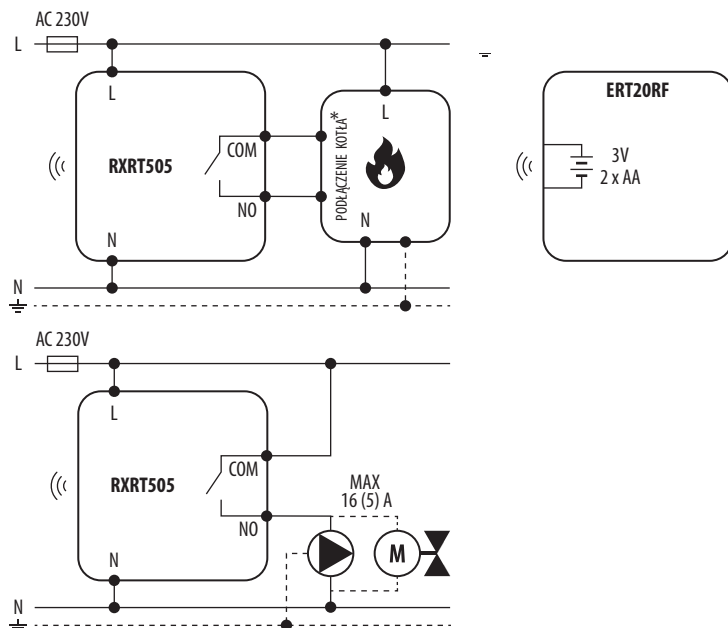 AC 230V
L
L
RXRT505
COM
NO
N
PODŁĄCZENIE KOTŁA*
L
N
N
ERT20RF
3V
2 x AA
AC 230V
L
L
RXRT505
COM
NO
N
MAX
16 (5) A
M
N